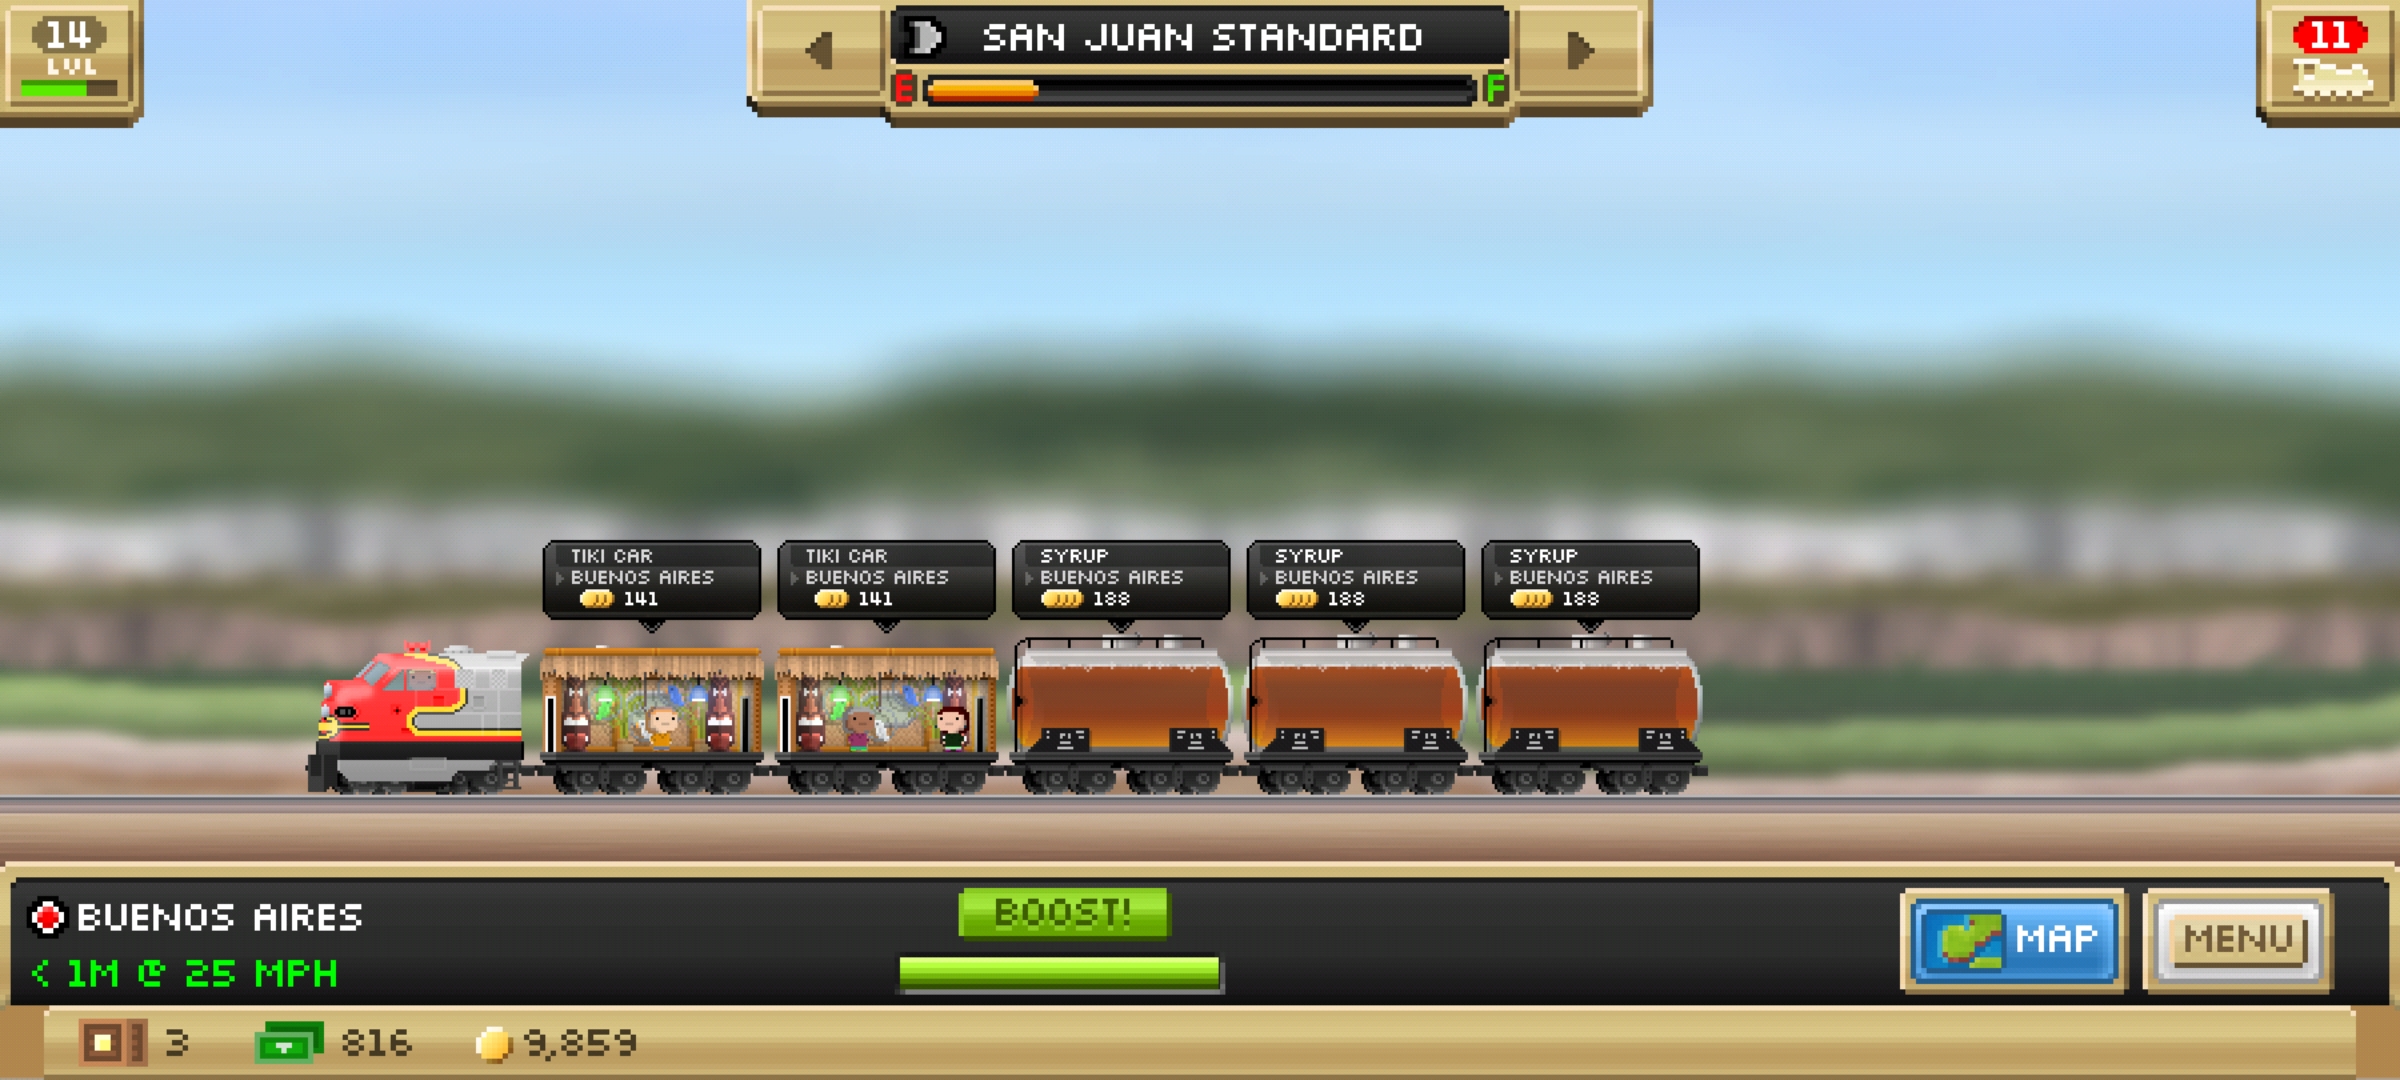 14
LVL
SAN JUAN STANDARD
E F
11
TIKI CAR
BUENOS AIRES
141
TIKI CAR
BUENOS AIRES
141
SYRUP
BUENOS AIRES
188
SYRUP
BUENOS AIRES
188
SYRUP
BUENOS AIRES
188
BUENOS AIRES
< 1M @ 25 MPH
BOOST!
MAP
MENU
3
816
9,859